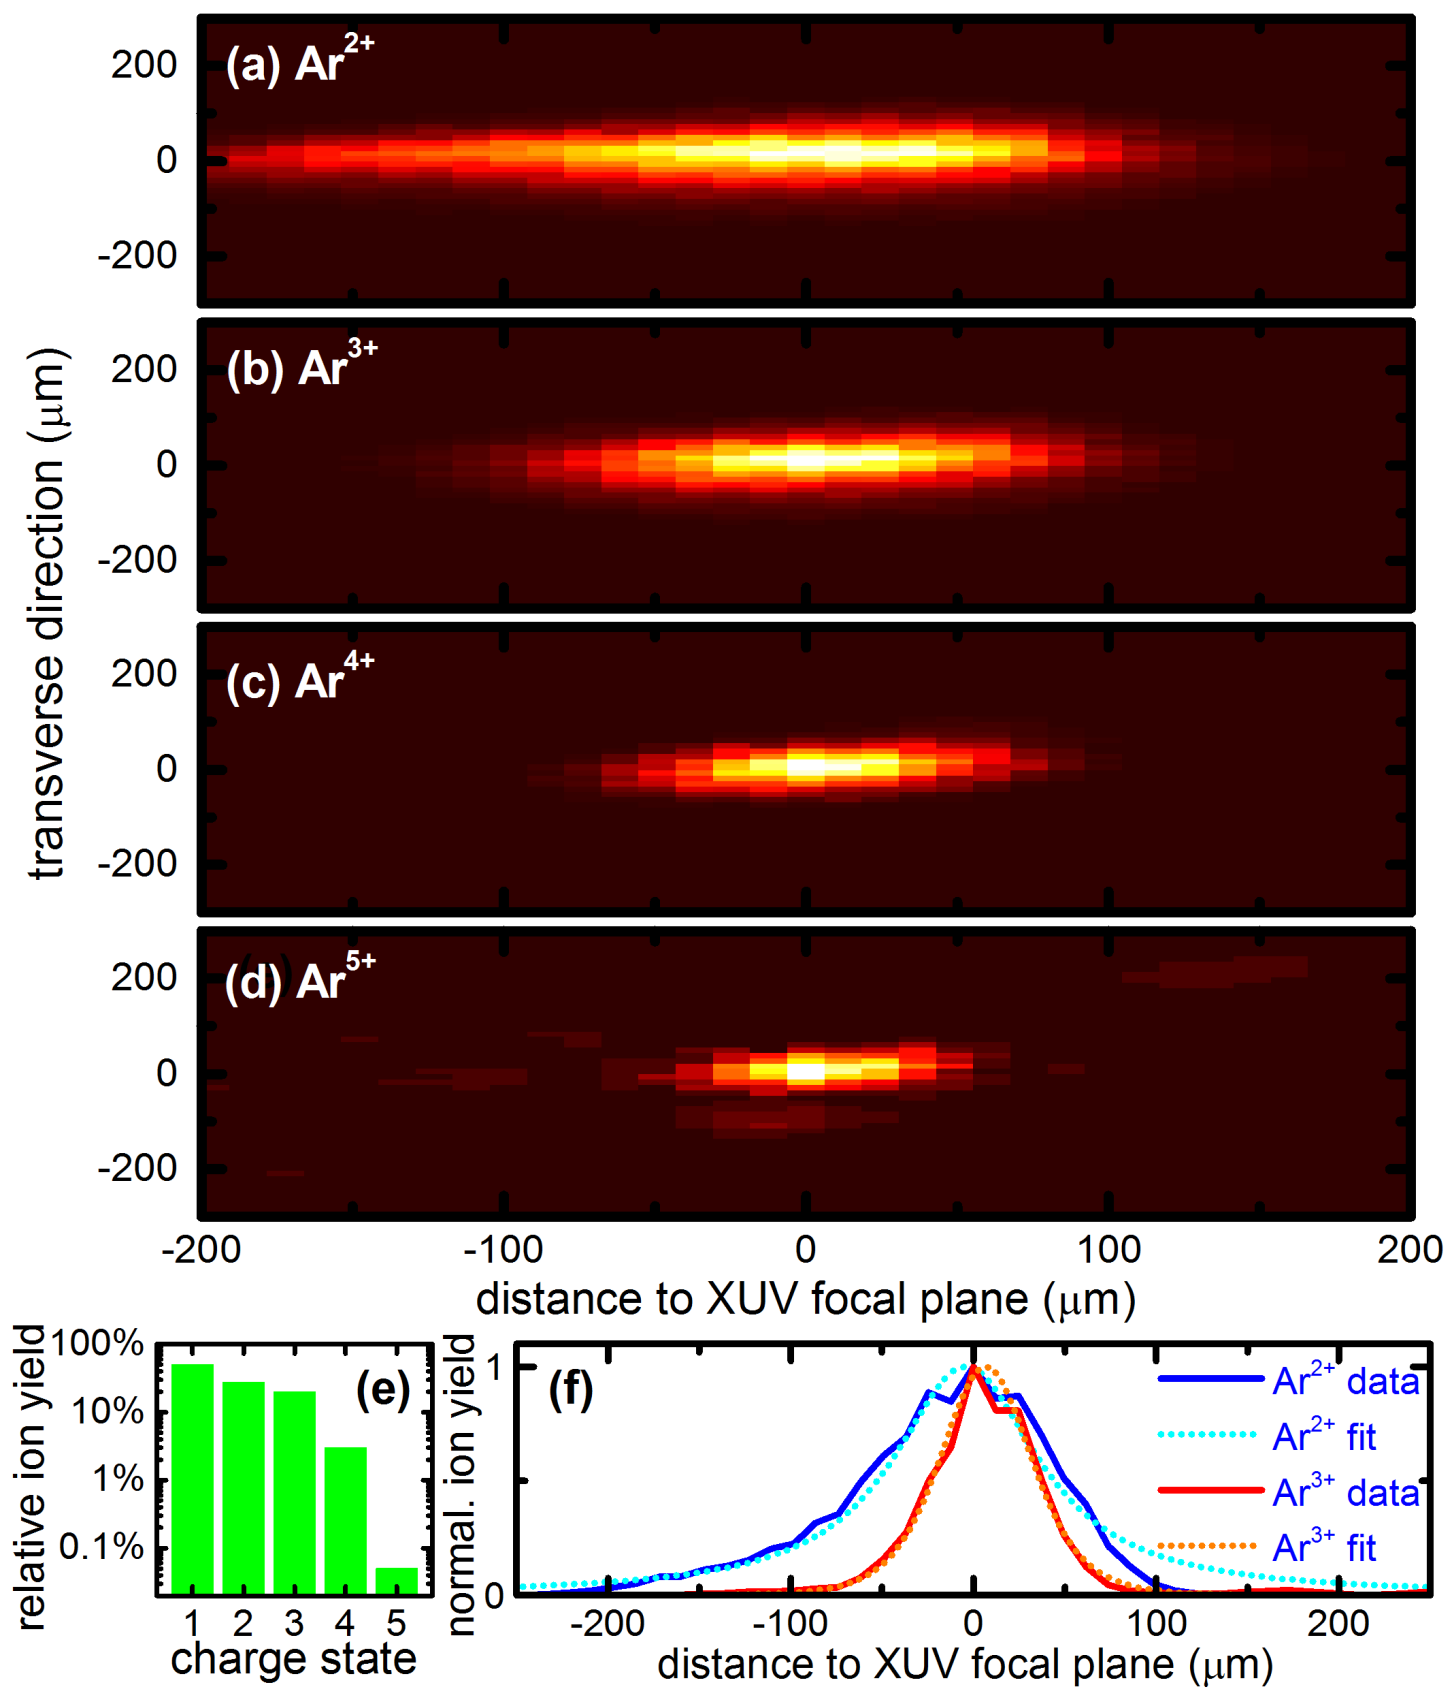 (a) Ar2+
200
0
-200
(b) Ar3+
200
0
-200
transverse direction (μm)
(c) Ar4+
200
0
-200
(d) Ar5+
200
0
-200
-200 -100 0 100 200
distance to XUV focal plane (μm)
relative ion yield
100%
10%
1%
0.1%
(e)
1 2 3 4 5
charge state
normal. ion yield
1
0
(f)
Ar2+ data
Ar2+ fit
Ar3+ data
Ar3+ fit
-200 -100 0 100 200
distance to XUV focal plane (μm)